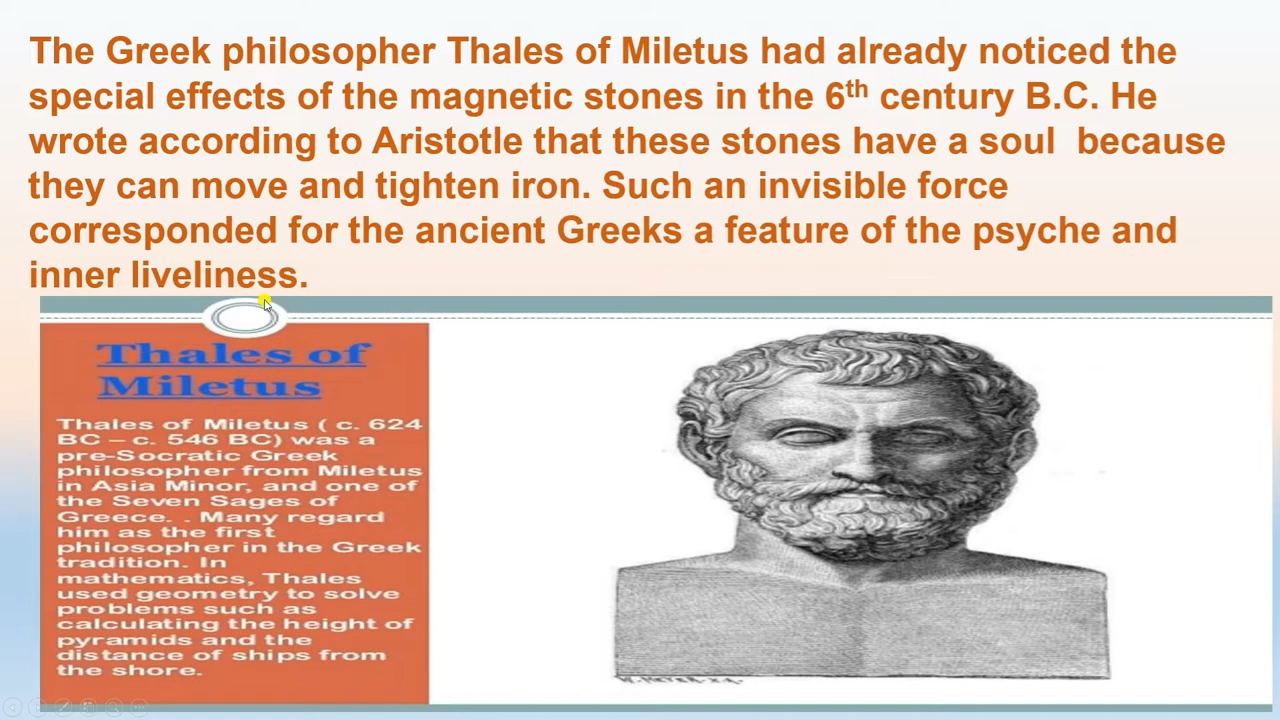 The Greek philosopher Thales of Miletus had already noticed the
special effects of the magnetic stones in the 6th century B.C. He
wrote according to Aristotle that these stones have a soul  because
they can move and tighten iron. Such an invisible force
corresponded for the ancient Greeks a feature of the psyche and
inner liveliness.
Thales of
Miletus
Thales of Miletus ( c. 624
BC – c. 546 BC) was a
pre-Socratic Greek
philosopher from Miletus
in Asia Minor, and one of
the Seven Sages of
Greece. . Many regard
him as the first
philosopher in the Greek
tradition. In
mathematics, Thales
used geometry to solve
problems such as
calculating the height of
pyramids and the
distance of ships from
the shore.